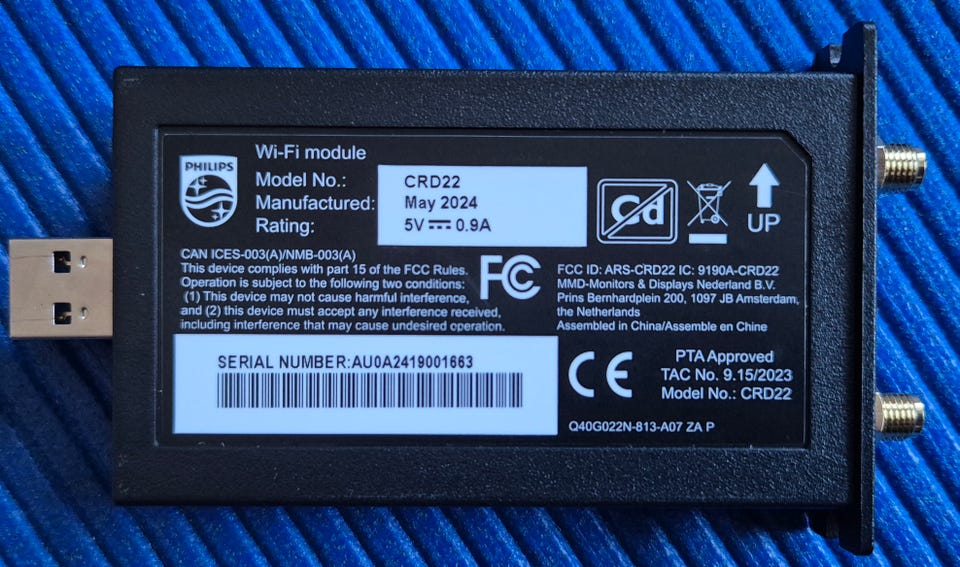 PHILIPS
Wi-Fi module
Model No.: CRD22
Manufactured: May 2024
Rating: 5V ⎓ 0.9A
Cd
UP
CAN ICES-003(A)/NMB-003(A)
This device complies with part 15 of the FCC Rules.
Operation is subject to the following two conditions:
(1) This device may not cause harmful interference,
and (2) this device must accept any interference received,
including interference that may cause undesired operation.
FC
FCC ID: ARS-CRD22 IC: 9190A-CRD22
MMD-Monitors & Displays Nederland B.V.
Prins Bernhardplein 200, 1097 JB Amsterdam,
the Netherlands
Assembled in China/Assemble en Chine
SERIAL NUMBER:AU0A2419001663
CE
PTA Approved
TAC No. 9.15/2023
Model No.: CRD22
Q40G022N-813-A07 ZA P